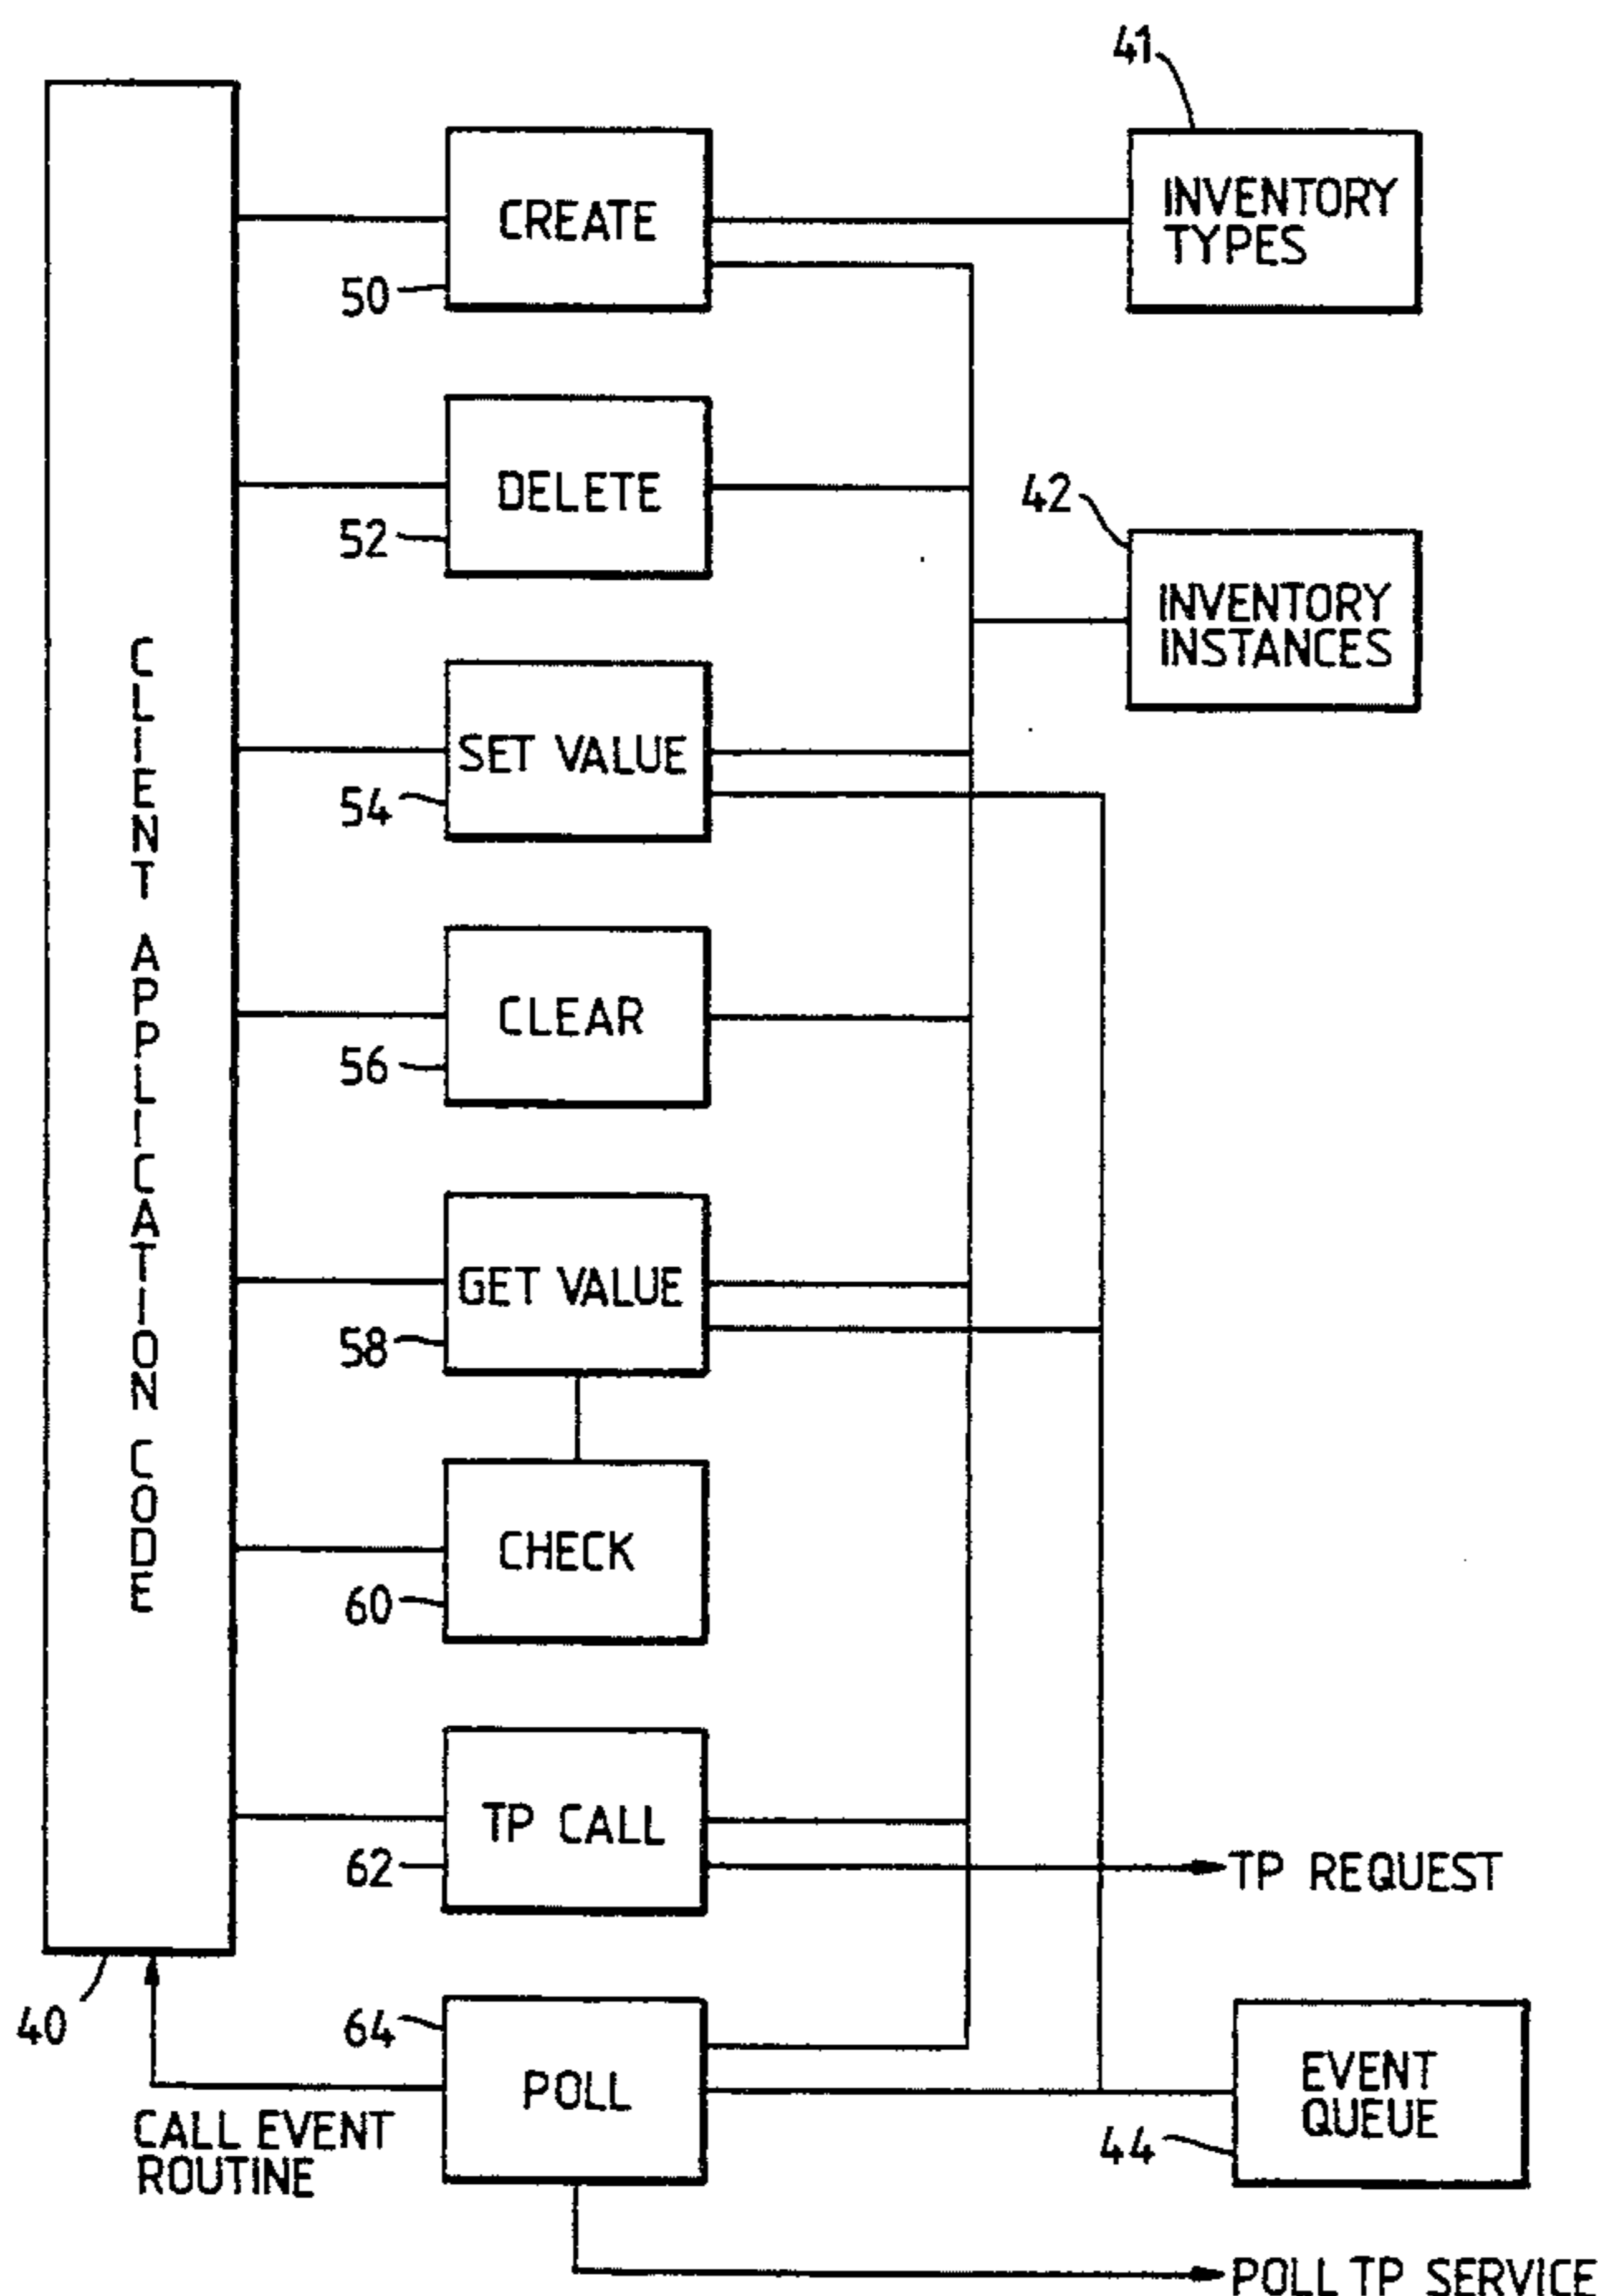 41
CREATE
INVENTORY
TYPES
50
DELETE
42
52
INVENTORY
INSTANCES
CLIENT APPLICATION CODE
SET VALUE
54
CLEAR
56
GET VALUE
58
CHECK
60
TP CALL
62
TP REQUEST
40
64
POLL
EVENT
QUEUE
CALL EVENT
ROUTINE
44
POLL TP SERVICE